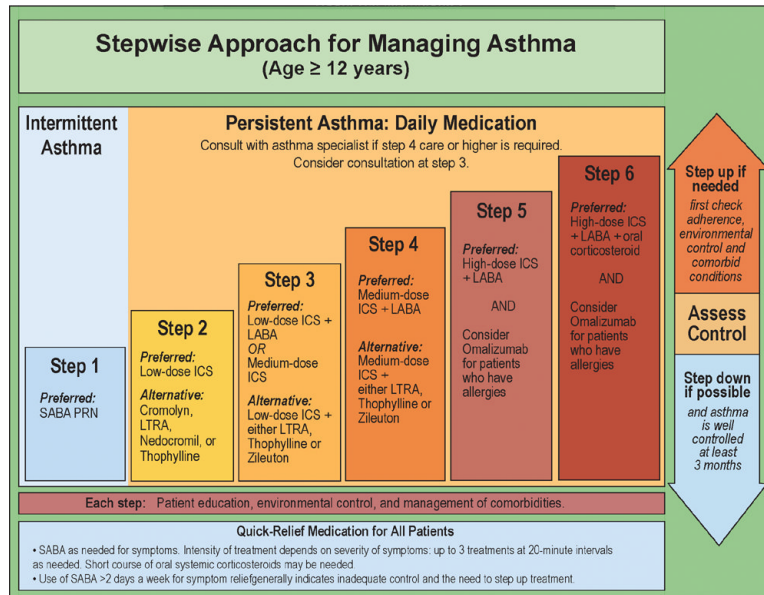 Stepwise Approach for Managing Asthma
(Age ≥ 12 years)
Intermittent
Asthma
Persistent Asthma: Daily Medication
Consult with asthma specialist if step 4 care or higher is required.
Consider consultation at step 3.
Step 1
Preferred:
SABA PRN
Step 2
Preferred:
Low-dose ICS
Alternative:
Cromolyn,
LTRA,
Nedocromil, or
Thophylline
Step 3
Preferred:
Low-dose ICS +
LABA
OR
Medium-dose
ICS
Alternative:
Low-dose ICS +
either LTRA,
Thophylline or
Zileuton
Step 4
Preferred:
Medium-dose
ICS + LABA
Alternative:
Medium-dose
ICS +
either LTRA,
Thophylline or
Zileuton
Step 5
Preferred:
High-dose ICS
+ LABA
AND
Consider
Omalizumab
for patients
who have
allergies
Step 6
Preferred:
High-dose ICS
+ LABA + oral
corticosteroid
AND
Consider
Omalizumab
for patients
who have
allergies
Step up if
needed
first check
adherence,
environmental
control and
comorbid
conditions
Assess
Control
Step down
if possible
and asthma
is well
controlled
at least
3 months
Each step: Patient education, environmental control, and management of comorbidities.
Quick-Relief Medication for All Patients
• SABA as needed for symptoms. Intensity of treatment depends on severity of symptoms: up to 3 treatments at 20-minute intervals
as needed. Short course of oral systemic corticosteroids may be needed
• Use of SABA >2 days a week for symptom reliefgenerally indicates inadequate control and the need to step up treatment.